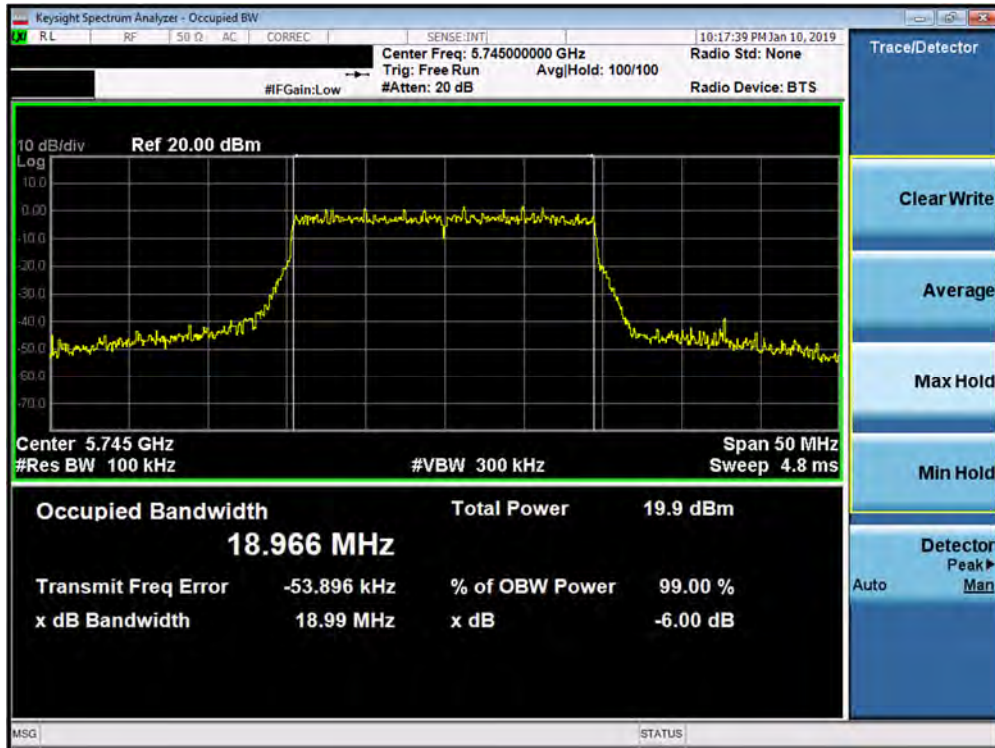 Keysight Spectrum Analyzer - Occupied BW
RL RF 50 Ω AC CORREC SENSE:INT 10:17:39 PM Jan 10, 2019
Center Freq: 5.745000000 GHz Radio Std: None
Trig: Free Run Avg|Hold: 100/100
#IFGain:Low #Atten: 20 dB Radio Device: BTS
Trace/Detector
10 dB/div Ref 20.00 dBm
Log
10.0
0.00
-10.0
-20.0
-30.0
-40.0
-50.0
-60.0
-70.0
Center 5.745 GHz Span 50 MHz
#Res BW 100 kHz #VBW 300 kHz Sweep 4.8 ms
Occupied Bandwidth Total Power 19.9 dBm
18.966 MHz
Transmit Freq Error -53.896 kHz % of OBW Power 99.00 %
x dB Bandwidth 18.99 MHz x dB -6.00 dB
Clear Write
Average
Max Hold
Min Hold
Detector
Peak
Auto Man
MSG STATUS